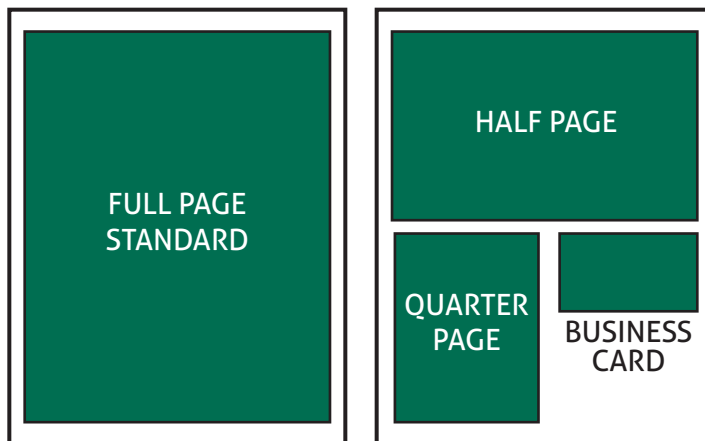 FULL PAGE
STANDARD
HALF PAGE
QUARTER
PAGE
BUSINESS
CARD